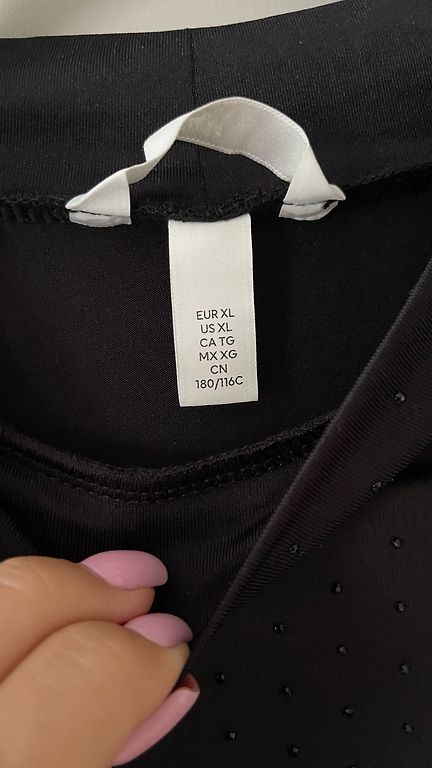 EUR XL
US XL
CA TG
MX XG
CN
180/116C